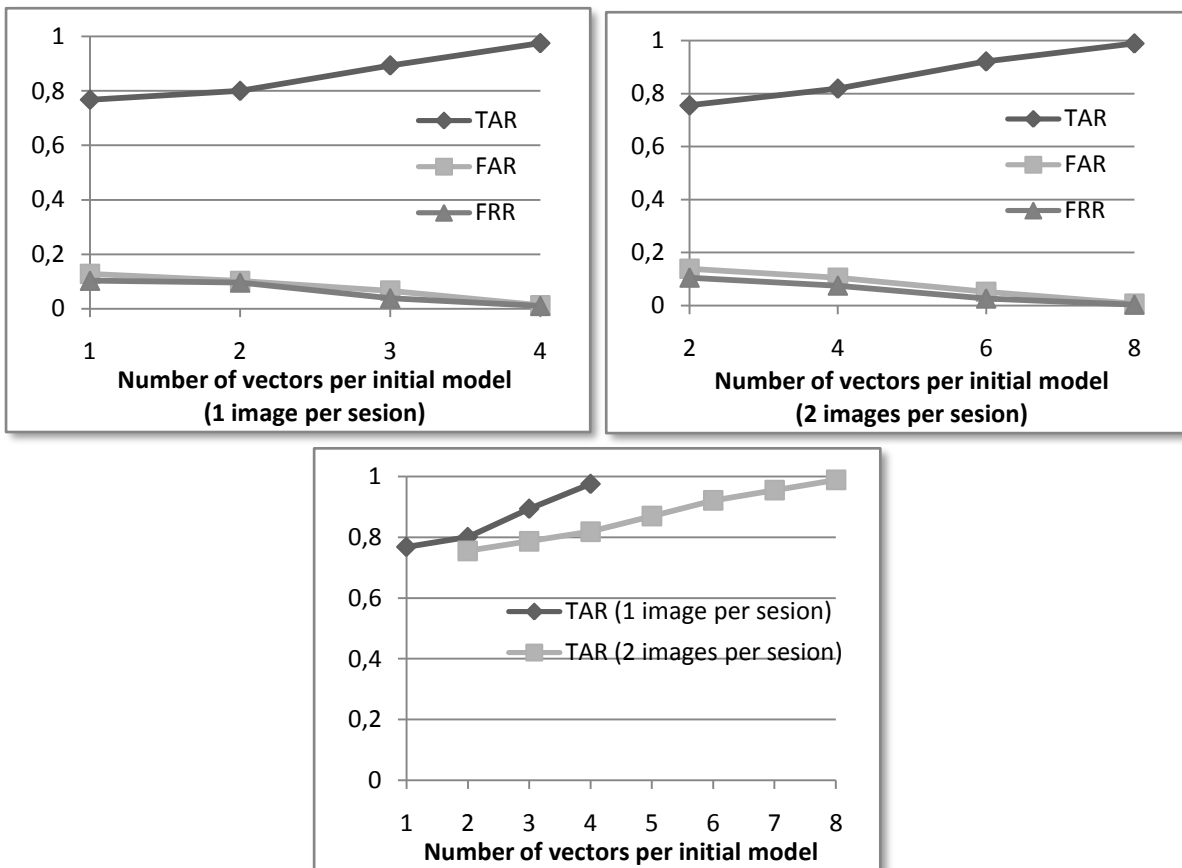 1
0,8
0,6
0,4
0,2
0
TAR
FAR
FRR
1 2 3 4
Number of vectors per initial model
(1 image per sesion)
1
0,8
0,6
0,4
0,2
0
TAR
FAR
FRR
2 4 6 8
Number of vectors per initial model
(2 images per sesion)
1
0,8
0,6
0,4
0,2
0
TAR (1 image per sesion)
TAR (2 images per sesion)
1 2 3 4 5 6 7 8
Number of vectors per initial model